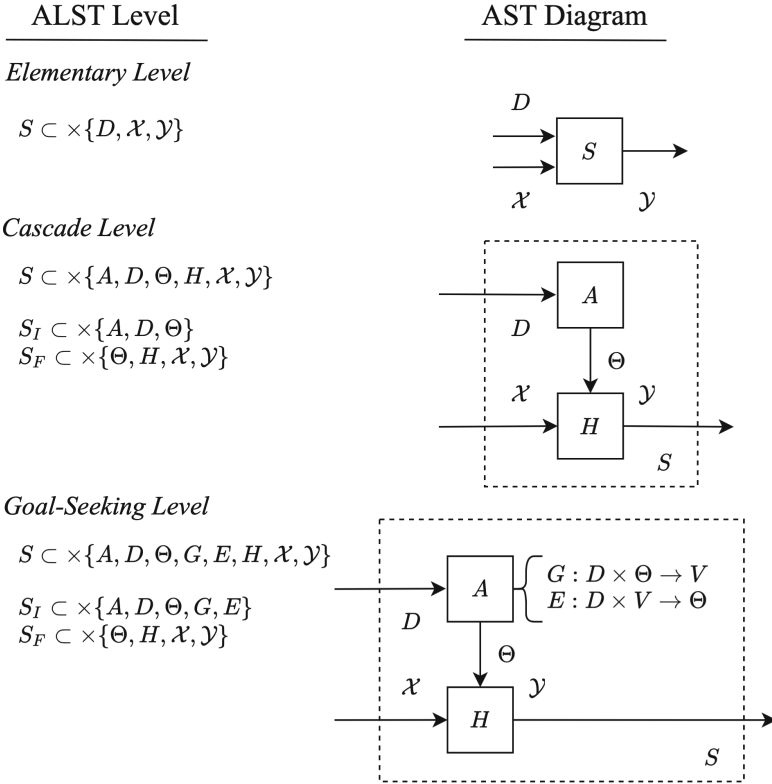 ALST Level
AST Diagram
Elementary Level
S ⊂ ×{D, 𝒳, 𝒴}
D
S
𝒳
𝒴
Cascade Level
S ⊂ ×{A, D, Θ, H, 𝒳, 𝒴}
S_I ⊂ ×{A, D, Θ}
S_F ⊂ ×{Θ, H, 𝒳, 𝒴}
A
D
Θ
𝒳
𝒴
H
S
Goal-Seeking Level
S ⊂ ×{A, D, Θ, G, E, H, 𝒳, 𝒴}
S_I ⊂ ×{A, D, Θ, G, E}
S_F ⊂ ×{Θ, H, 𝒳, 𝒴}
A
G : D × Θ → V
E : D × V → Θ
D
Θ
𝒳
𝒴
H
S